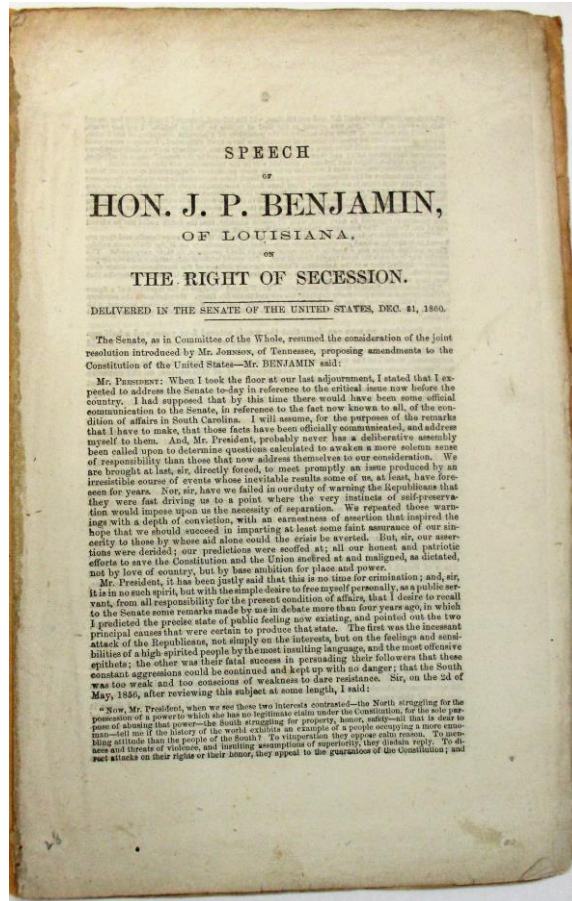 SPEECH
OF
HON. J. P. BENJAMIN,
OF LOUISIANA,
ON
THE RIGHT OF SECESSION.
DELIVERED IN THE SENATE OF THE UNITED STATES, DEC. 31, 1860.
The Senate, as in Committee of the Whole, resumed the consideration of the joint
resolution introduced by Mr. JOHNSON, of Tennessee, proposing amendments to the
Constitution of the United States—Mr. BENJAMIN said:
Mr. PRESIDENT: When I took the floor at our last adjournment, I stated that I ex-
pected to address the Senate to-day in reference to the critical issue now before the
country. I had supposed that by this time there would have been some official
communication to the Senate, in reference to the fact now known to all, of the con-
dition of affairs in South Carolina. I will assume, for the purposes of the remarks
that I have to make, that those facts have been officially communicated, and address
myself to them. And, Mr. President, probably never has a deliberative assembly
been called upon to determine questions calculated to awaken a more solemn sense
of responsibility than those that now address themselves to our consideration. We
are brought at last, sir, directly forced, to meet promptly an issue produced by an
irresistible course of events whose inevitable results some of us, at least, have fore-
seen for years. Nor, sir, have we failed in our duty of warning the Republicans that
they were fast driving us to a point where the very instincts of self-preserva-
tion would impose upon us the necessity of separation. We repeated those warn-
ings with a depth of conviction, with an earnestness of assertion that inspired the
hope that we should succeed in imparting at least some faint assurance of our sin-
cerity to those by whose aid alone could the crisis be averted. But, sir, our asser-
tions were derided; our predictions were scoffed at; all our honest and patriotic
efforts to save the Constitution and the Union sneered at and maligned, as dictated,
not by love of country, but by base ambition for place and power.
Mr. President, it has been justly said that this is no time for crimination; and, sir,
it is in no such spirit, but with the simple desire to free myself personally, as a public ser-
vant, from all responsibility for the present condition of affairs, that I desire to recall
to the Senate some remarks made by me in debate more than four years ago, in which
I predicted the precise state of public feeling now existing, and pointed out the two
principal causes that were certain to produce that state. The first was the incessant
attack of the Republicans, not simply on the interests, but on the feelings and sensi-
bilities of a high-spirited people by the most insulting language, and the most offensive
epithets; the other was their fatal success in persuading their followers that these
constant aggressions could be continued and kept up with no danger; that the South
was too weak and too conscious of weakness to dare resistance. Sir, on the 2d of
May, 1856, after reviewing this subject at some length, I said:
"Now, Mr. President, when we see these two interests contrasted—the North struggling for the
possession of a power to which she has no legitimate claim under the Constitution, for the sole pur-
pose of abusing that power—the South struggling for property, honor, safety—all that is dear to
man—tell me if the history of the world exhibits an example of a people occupying a more enno-
bling attitude than the people of the South? To vituperation they oppose calm reason. To men-
aces and threats of violence, and insulting assumptions of superiority, they disdain reply. To di-
rect attacks on their rights or their honor, they appeal to the guarantees of the Constitution; and
28